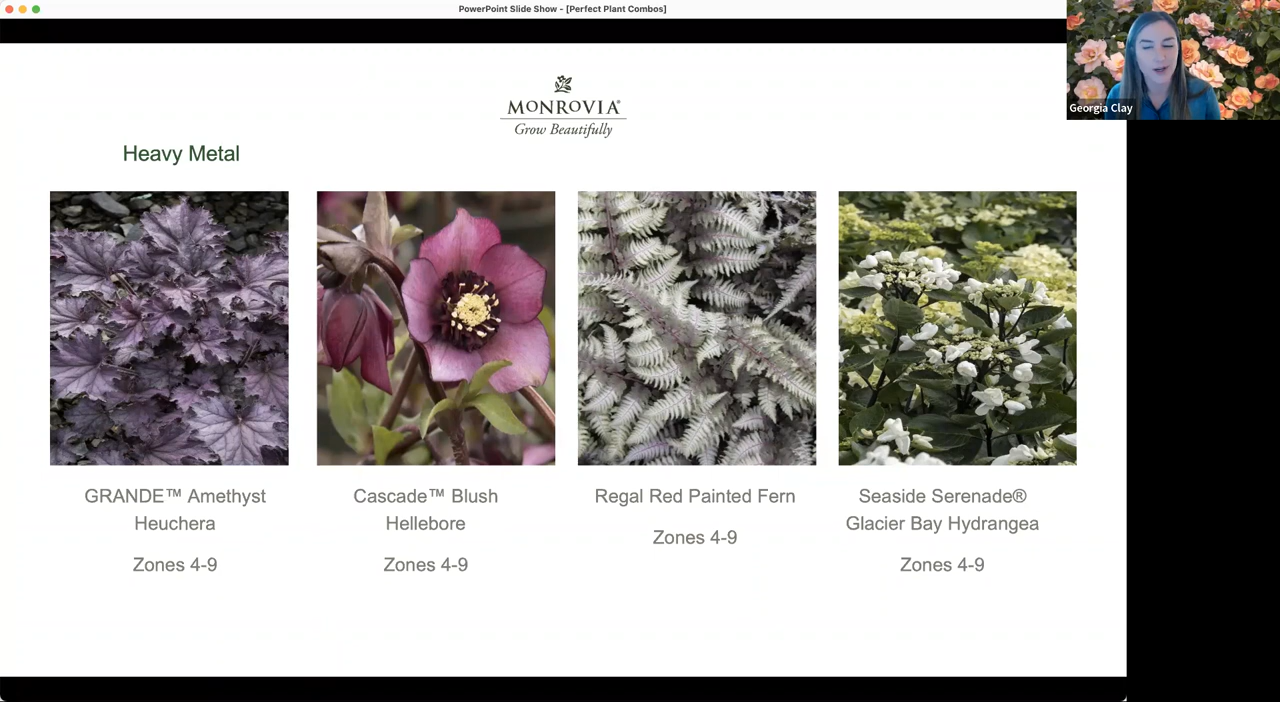 PowerPoint Slide Show - [Perfect Plant Combos]
Georgia Clay
MONROVIA®
Grow Beautifully
Heavy Metal
GRANDE™ Amethyst
Heuchera
Zones 4-9
Cascade™ Blush
Hellebore
Zones 4-9
Regal Red Painted Fern
Zones 4-9
Seaside Serenade®
Glacier Bay Hydrangea
Zones 4-9